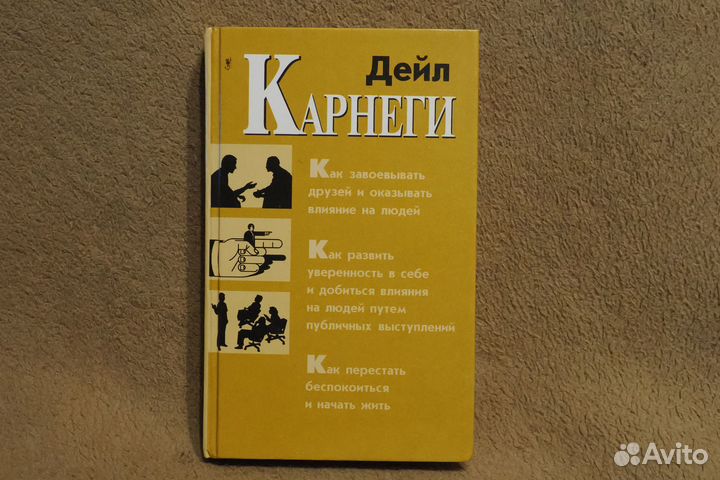 Дейл
КАРНЕГИ
Как завоевывать
друзей и оказывать
влияние на людей
Как развить
уверенность в себе
и добиться влияния
на людей путем
публичных выступлений
Как перестать
беспокоиться
и начать жить
Avito